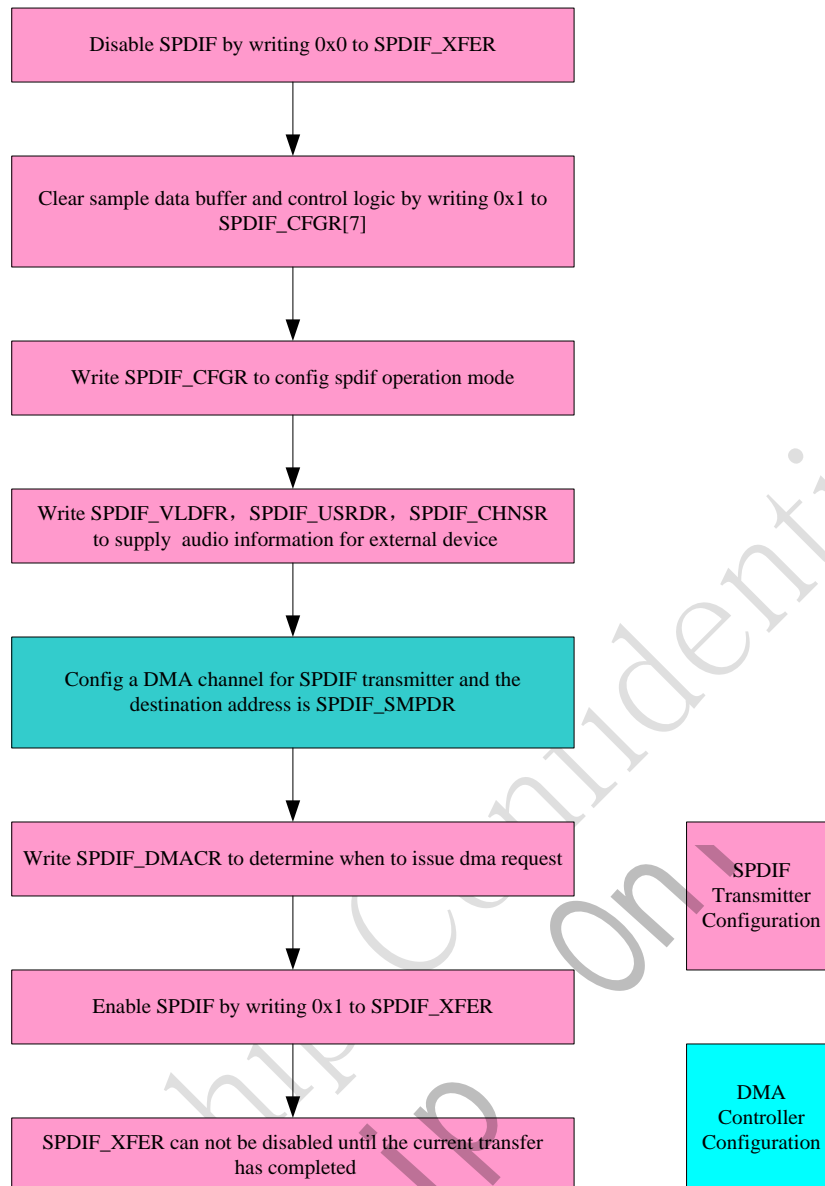 Disable SPDIF by writing 0x0 to SPDIF_XFER
Clear sample data buffer and control logic by writing 0x1 to
SPDIF_CFGR[7]
Write SPDIF_CFGR to config spdif operation mode
Write SPDIF_VLDFR，SPDIF_USRDR，SPDIF_CHNSR
to supply audio information for external device
Config a DMA channel for SPDIF transmitter and the
destination address is SPDIF_SMPDR
Write SPDIF_DMACR to determine when to issue dma request
Enable SPDIF by writing 0x1 to SPDIF_XFER
SPDIF_XFER can not be disabled until the current transfer
has completed
SPDIF
Transmitter
Configuration
DMA
Controller
Configuration